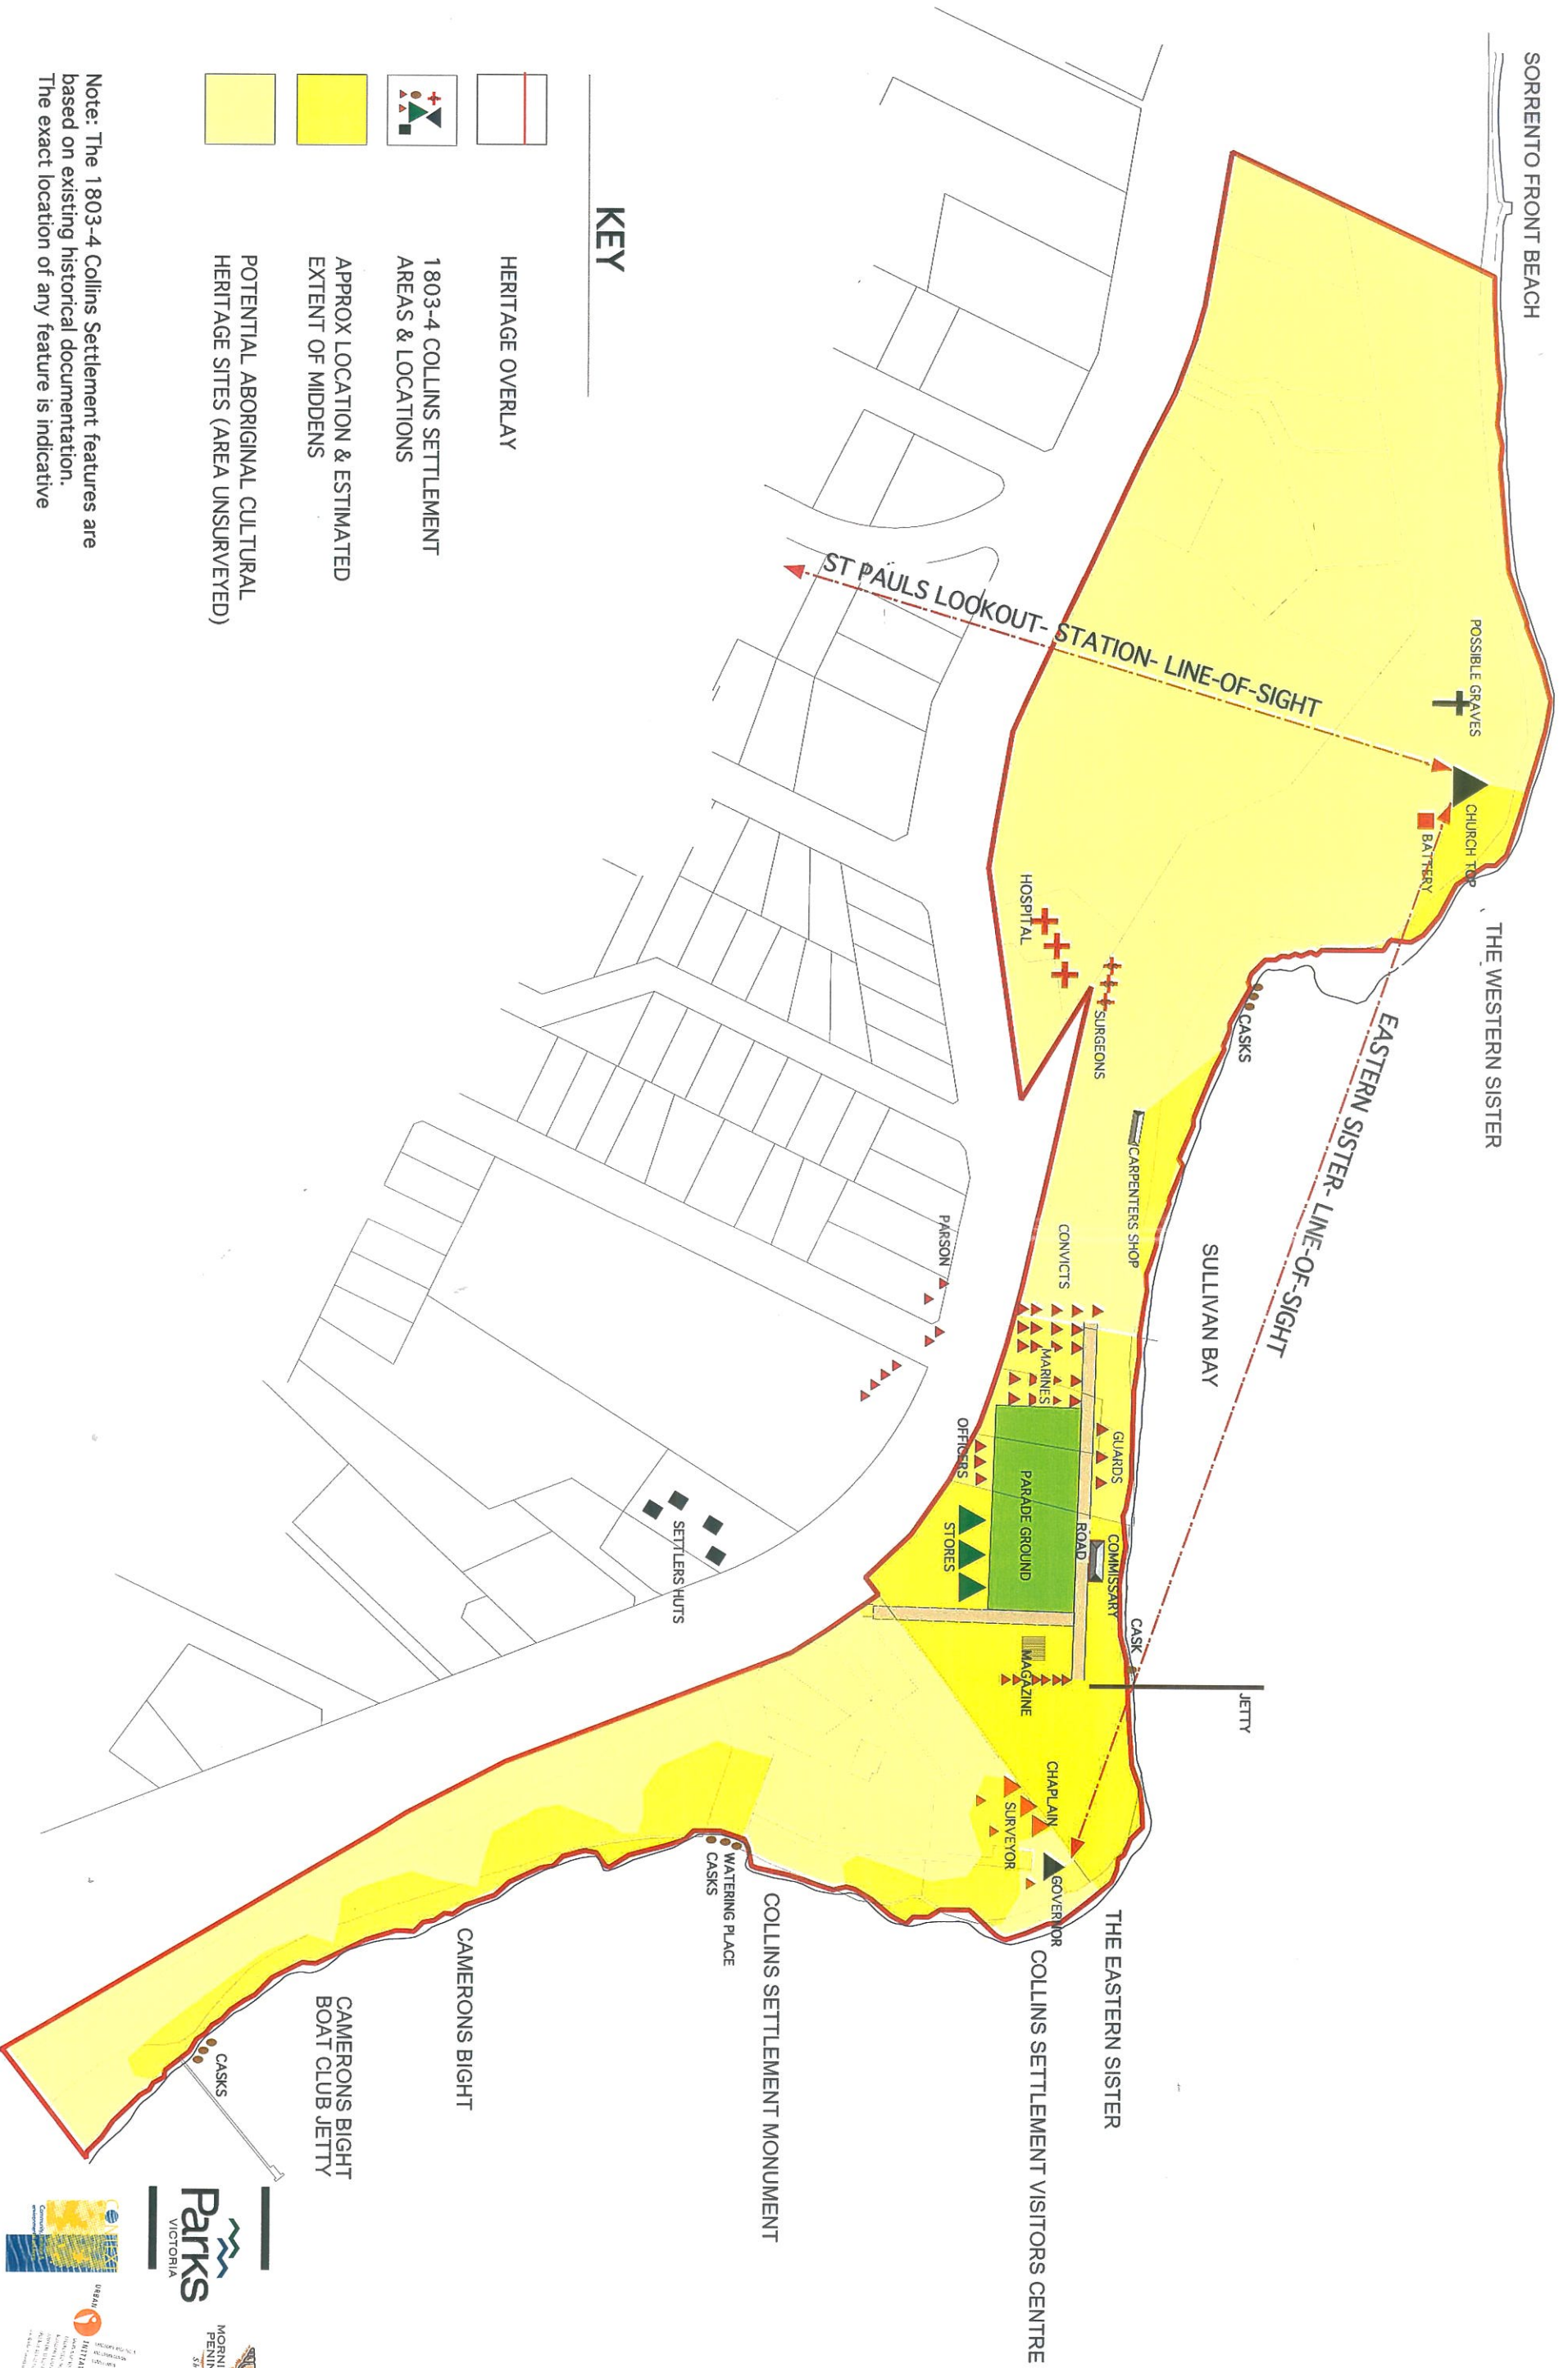 SORRENTO FRONT BEACH
POSSIBLE GRAVES
CHURCH TOP
BATTERY
THE WESTERN SISTER
ST PAULS LOOKOUT- STATION- LINE-OF-SIGHT
EASTERN SISTER- LINE-OF-SIGHT
HOSPITAL
SURGEONS
CASKS
CARPENTERS SHOP
SULLIVAN BAY
PARSON
CONVICTS
MARINES
GUARDS
OFFICERS
PARADE GROUND
ROAD
COMMISSARY
STORES
SETTLERS HUTS
CASK
JETTY
MAGAZINE
CHAPLAIN
SURVEYOR
GOVERNOR
THE EASTERN SISTER
COLLINS SETTLEMENT VISITORS CENTRE
COLLINS SETTLEMENT MONUMENT
WATERING PLACE
CASKS
CAMERONS BIGHT
CAMERONS BIGHT
BOAT CLUB JETTY
CASKS
KEY
HERITAGE OVERLAY
1803-4 COLLINS SETTLEMENT
AREAS & LOCATIONS
APPROX LOCATION & ESTIMATED
EXTENT OF MIDDENS
POTENTIAL ABORIGINAL CULTURAL
HERITAGE SITES (AREA UNSURVEYED)
Note: The 1803-4 Collins Settlement features are
based on existing historical documentation.
The exact location of any feature is indicative
Parks
VICTORIA
URBAN